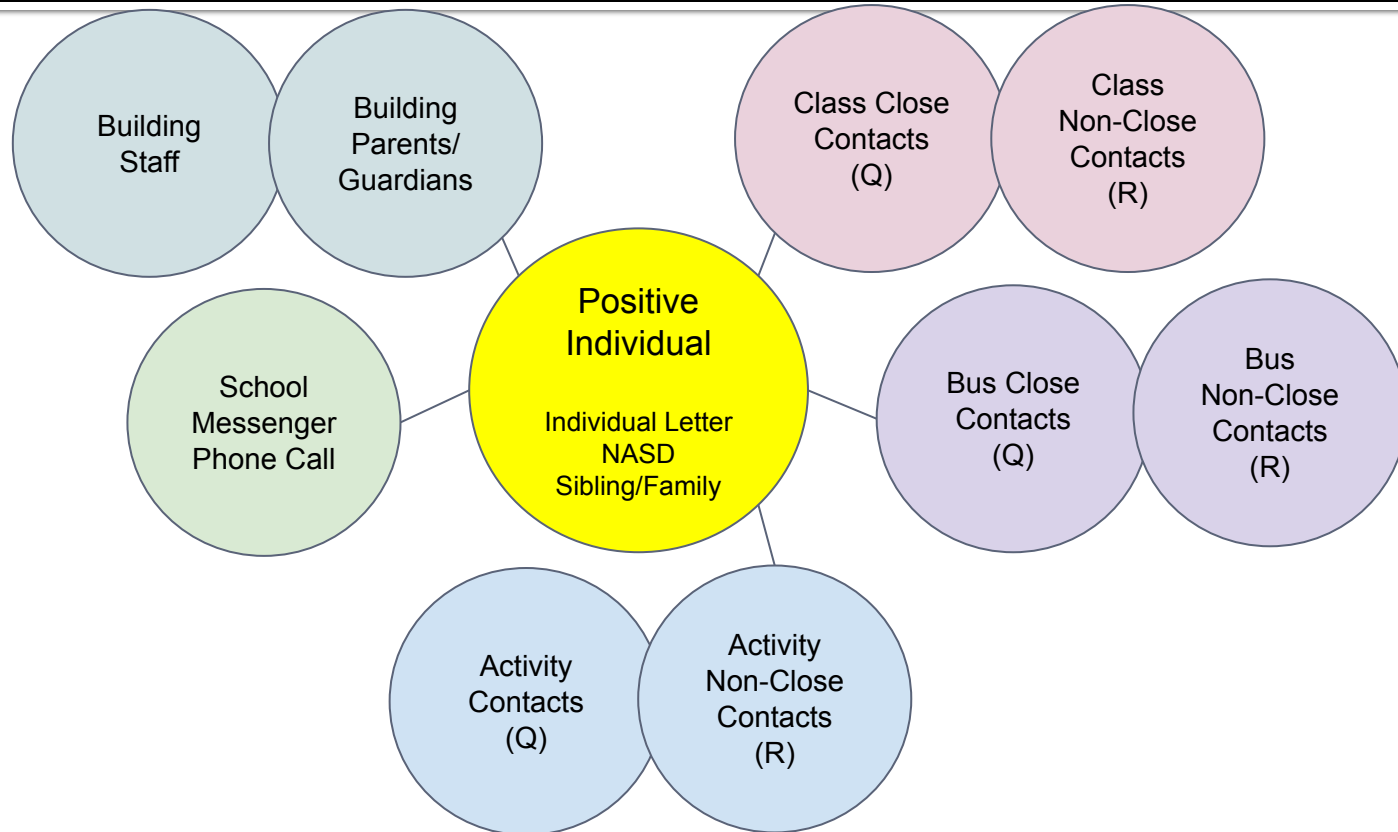 Building
Staff
Building
Parents/
Guardians
Class Close
Contacts
(Q)
Class
Non-Close
Contacts
(R)
Positive
Individual
Individual Letter
NASD
Sibling/Family
School
Messenger
Phone Call
Bus Close
Contacts
(Q)
Bus
Non-Close
Contacts
(R)
Activity
Contacts
(Q)
Activity
Non-Close
Contacts
(R)